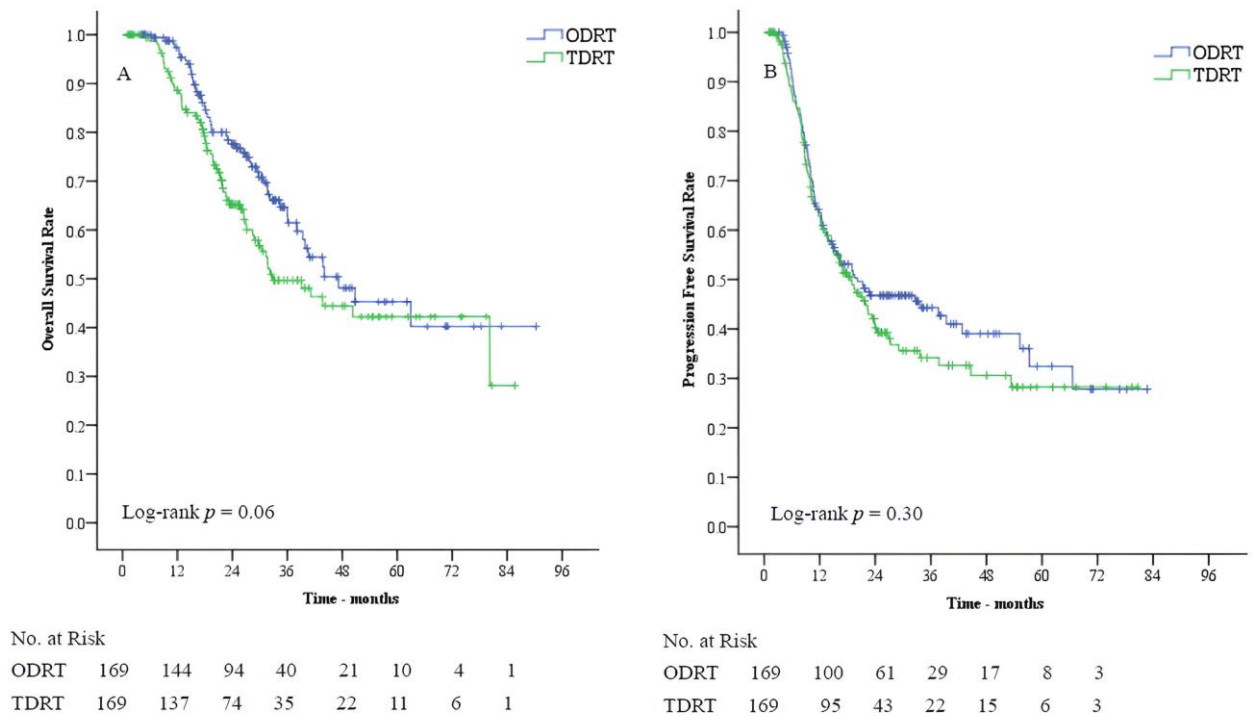 ODRT
TDRT
A
1.0
0.9
0.8
0.7
0.6
0.5
0.4
0.3
0.2
0.1
0.0
Overall Survival Rate
Log-rank p = 0.06
0 12 24 36 48 60 72 84 96
Time - months
No. at Risk
ODRT 169 144 94 40 21 10 4 1
TDRT 169 137 74 35 22 11 6 1
ODRT
TDRT
B
1.0
0.9
0.8
0.7
0.6
0.5
0.4
0.3
0.2
0.1
0.0
Progression Free Survival Rate
Log-rank p = 0.30
0 12 24 36 48 60 72 84 96
Time - months
No. at Risk
ODRT 169 100 61 29 17 8 3
TDRT 169 95 43 22 15 6 3